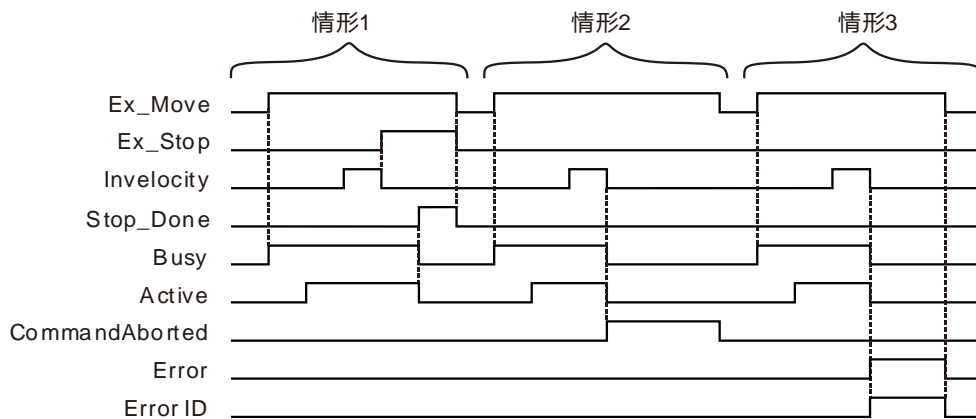 情形1 情形2 情形3
Ex_Move
Ex_Stop
Invelocity
Stop_Done
Busy
Active
CommandAborted
Error
Error ID